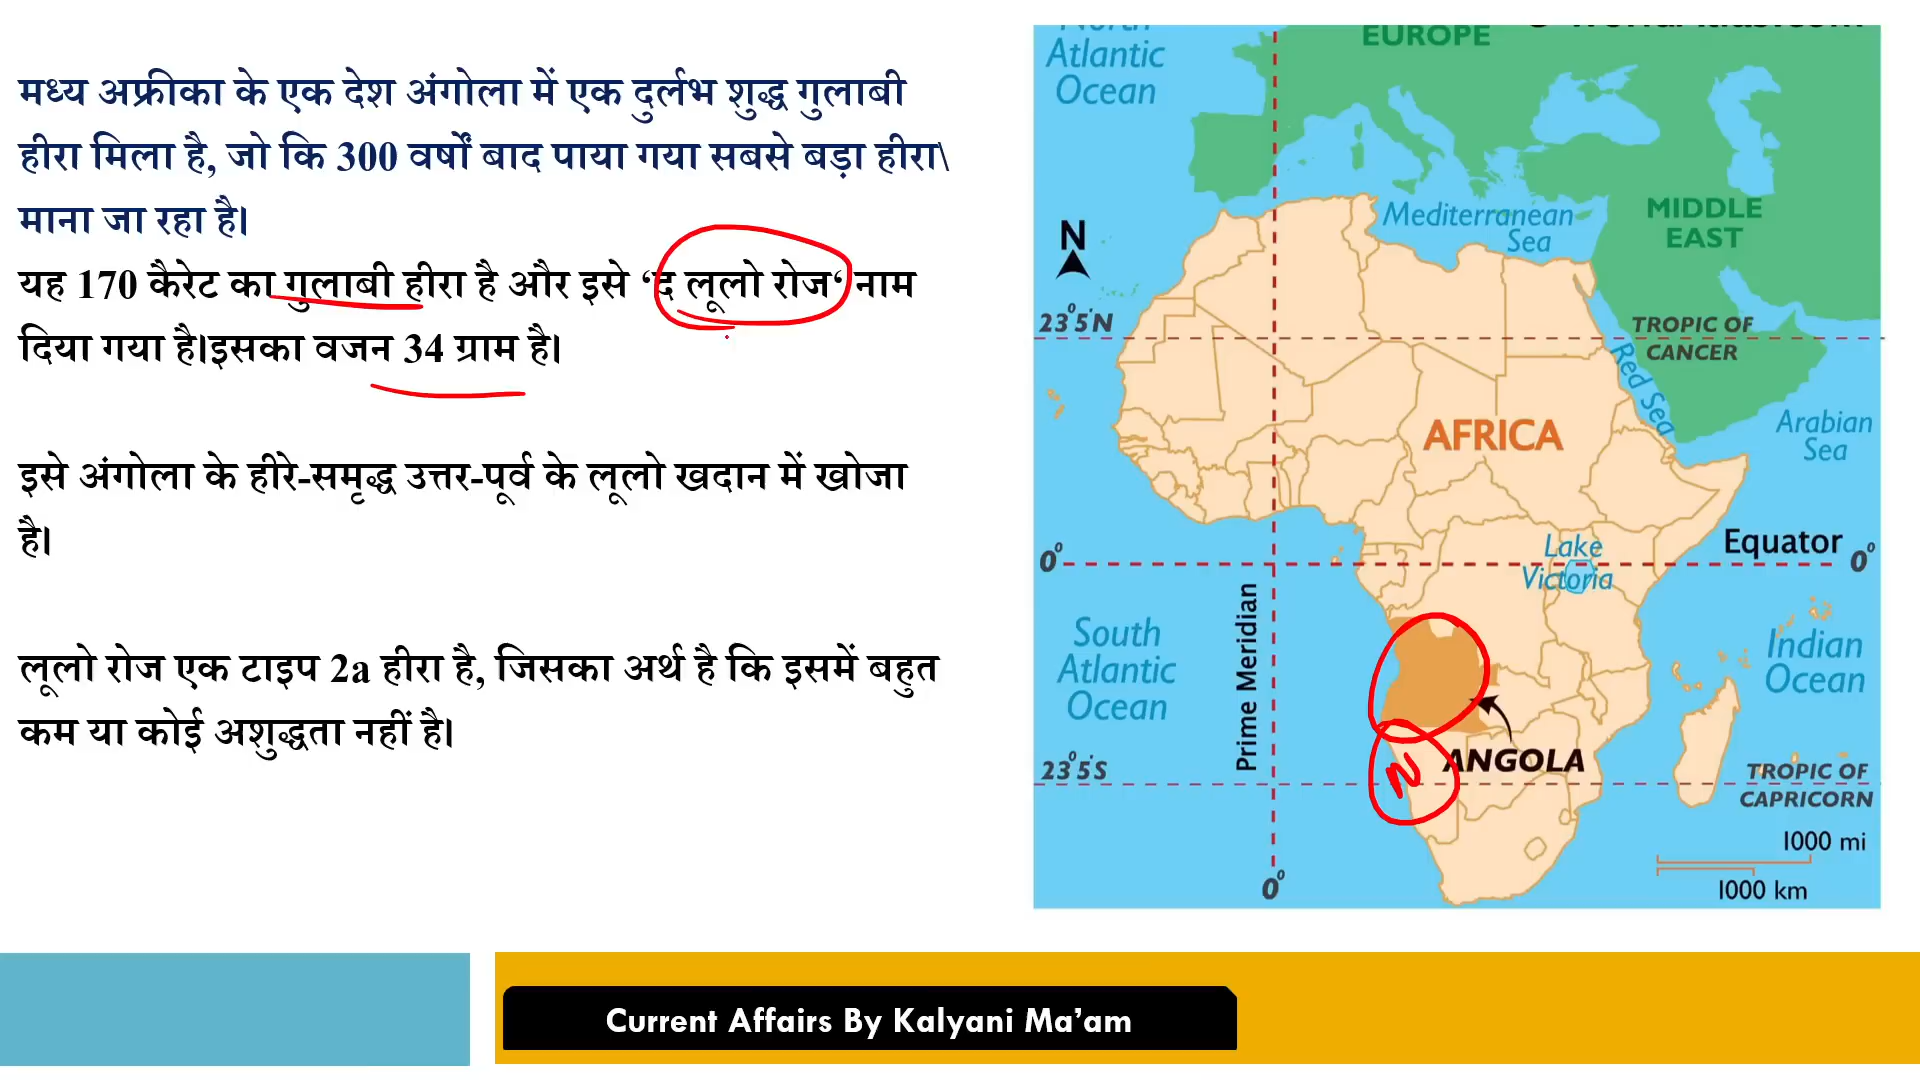 मध्य अफ्रीका के एक देश अंगोला में एक दुर्लभ शुद्ध गुलाबी
हीरा मिला है, जो कि 300 वर्षों बाद पाया गया सबसे बड़ा हीरा\
माना जा रहा है।
यह 170 कैरेट का गुलाबी हीरा है और इसे ‘द लूलो रोज‘ नाम
दिया गया है।इसका वजन 34 ग्राम है।
इसे अंगोला के हीरे-समृद्ध उत्तर-पूर्व के लूलो खदान में खोजा
है।
लूलो रोज एक टाइप 2a हीरा है, जिसका अर्थ है कि इसमें बहुत
कम या कोई अशुद्धता नहीं है।
North
Atlantic
Ocean
EUROPE
MIDDLE
EAST
Mediterranean
Sea
N
23°5'N
TROPIC OF
CANCER
Red Sea
Arabian
Sea
AFRICA
Equator
0°
0°
Lake
Victoria
South
Atlantic
Ocean
Prime Meridian
Indian
Ocean
ANGOLA
N
23°5'S
TROPIC OF
CAPRICORN
1000 mi
1000 km
0°
Current Affairs By Kalyani Ma’am